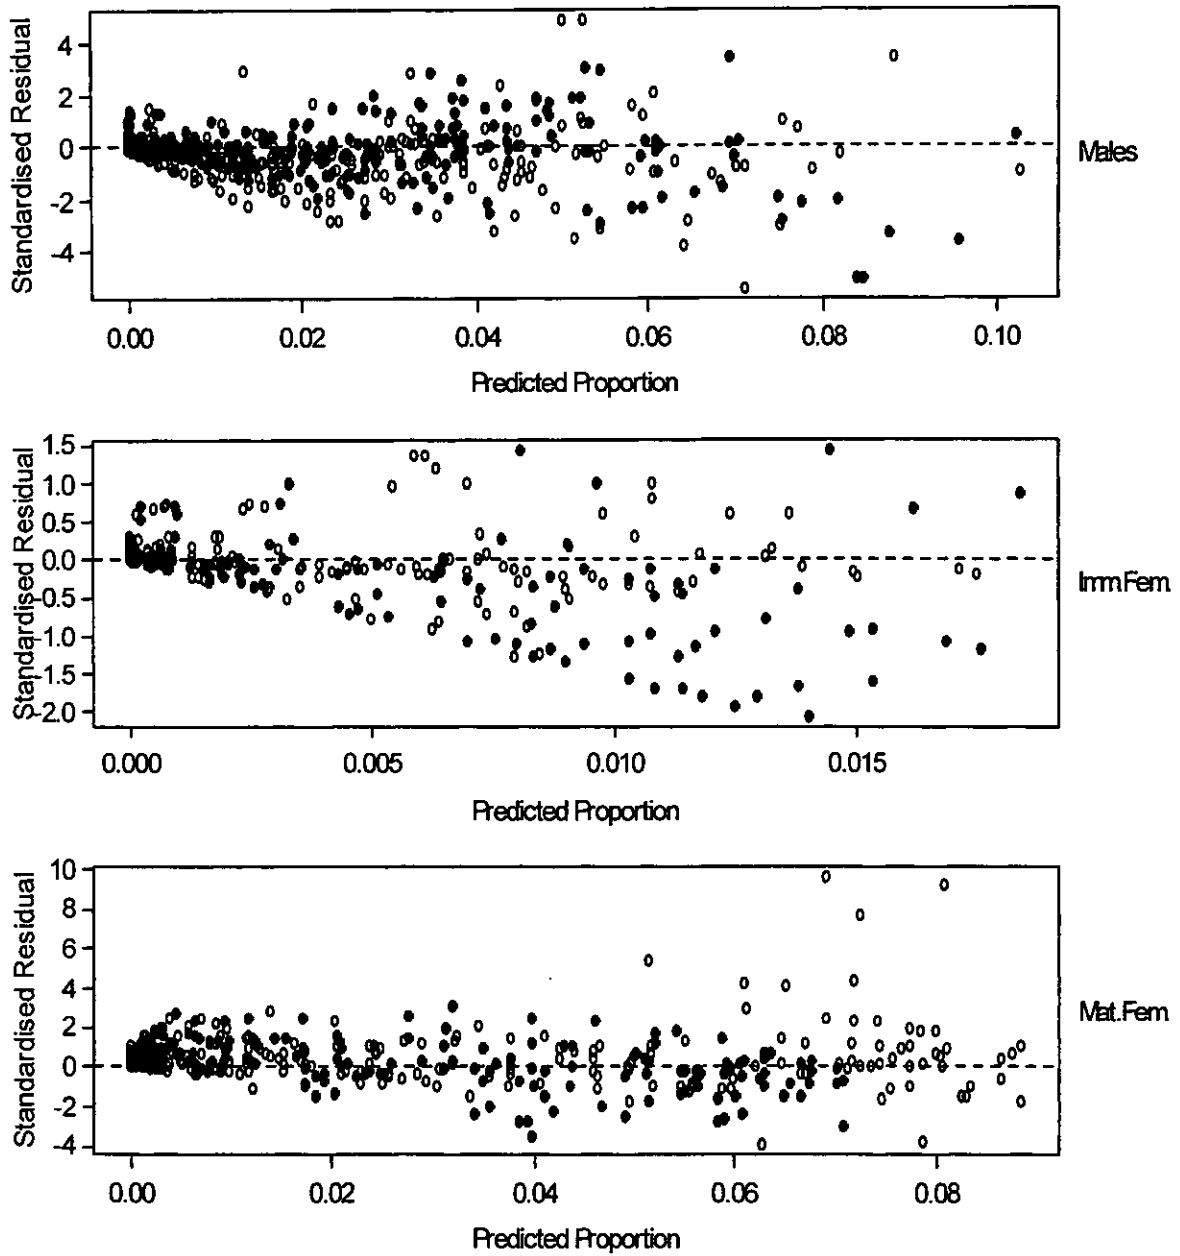 Standardised Residual
4
2
0
-2
-4
0.00 0.02 0.04 0.06 0.08 0.10
Predicted Proportion
Males
Standardised Residual
1.5
1.0
0.5
0.0
-0.5
-1.0
-1.5
-2.0
0.000 0.005 0.010 0.015
Predicted Proportion
Imm.Fem.
Standardised Residual
10
8
6
4
2
0
-2
-4
0.00 0.02 0.04 0.06 0.08
Predicted Proportion
Mat.Fem.